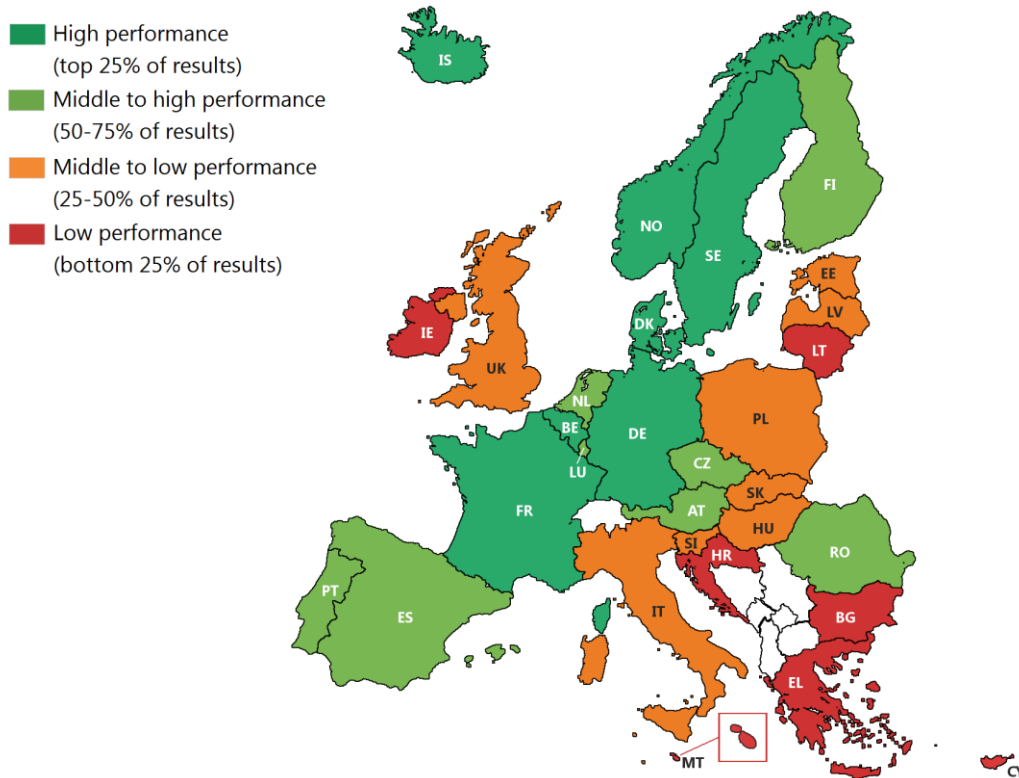 High performance
(top 25% of results)
Middle to high performance
(50-75% of results)
Middle to low performance
(25-50% of results)
Low performance
(bottom 25% of results)
IS
FI
NO
SE
EE
LV
LT
DK
IE
UK
NL
BE
LU
DE
PL
CZ
SK
AT
HU
FR
SI
HR
RO
PT
ES
IT
BG
EL
MT